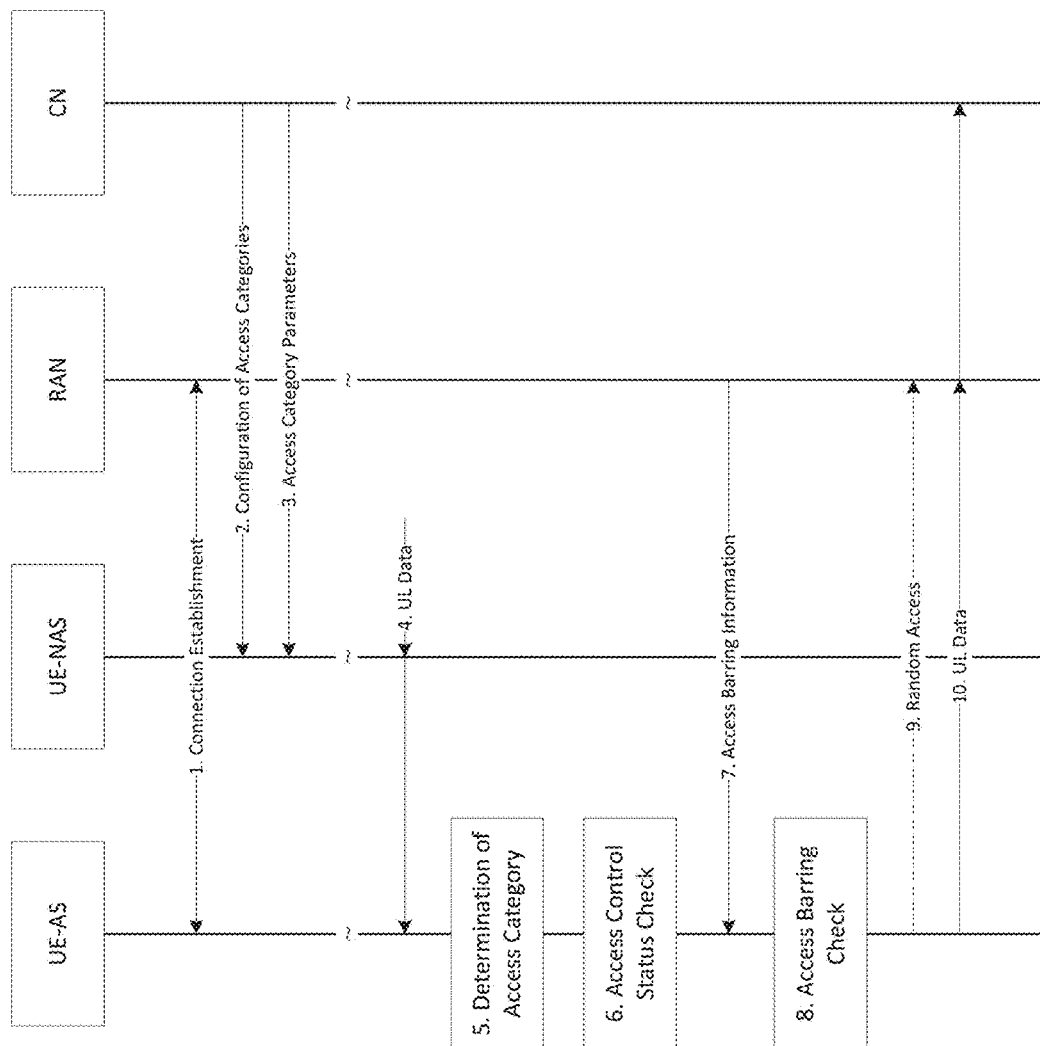 UE-AS
UE-NAS
RAN
CN
1. Connection Establishment
2. Configuration of Access Categories
3. Access Category Parameters
~
~
~
~
4. UL Data
5. Determination of
Access Category
6. Access Control
Status Check
7. Access Barring Information
8. Access Barring
Check
9. Random Access
10. UL Data